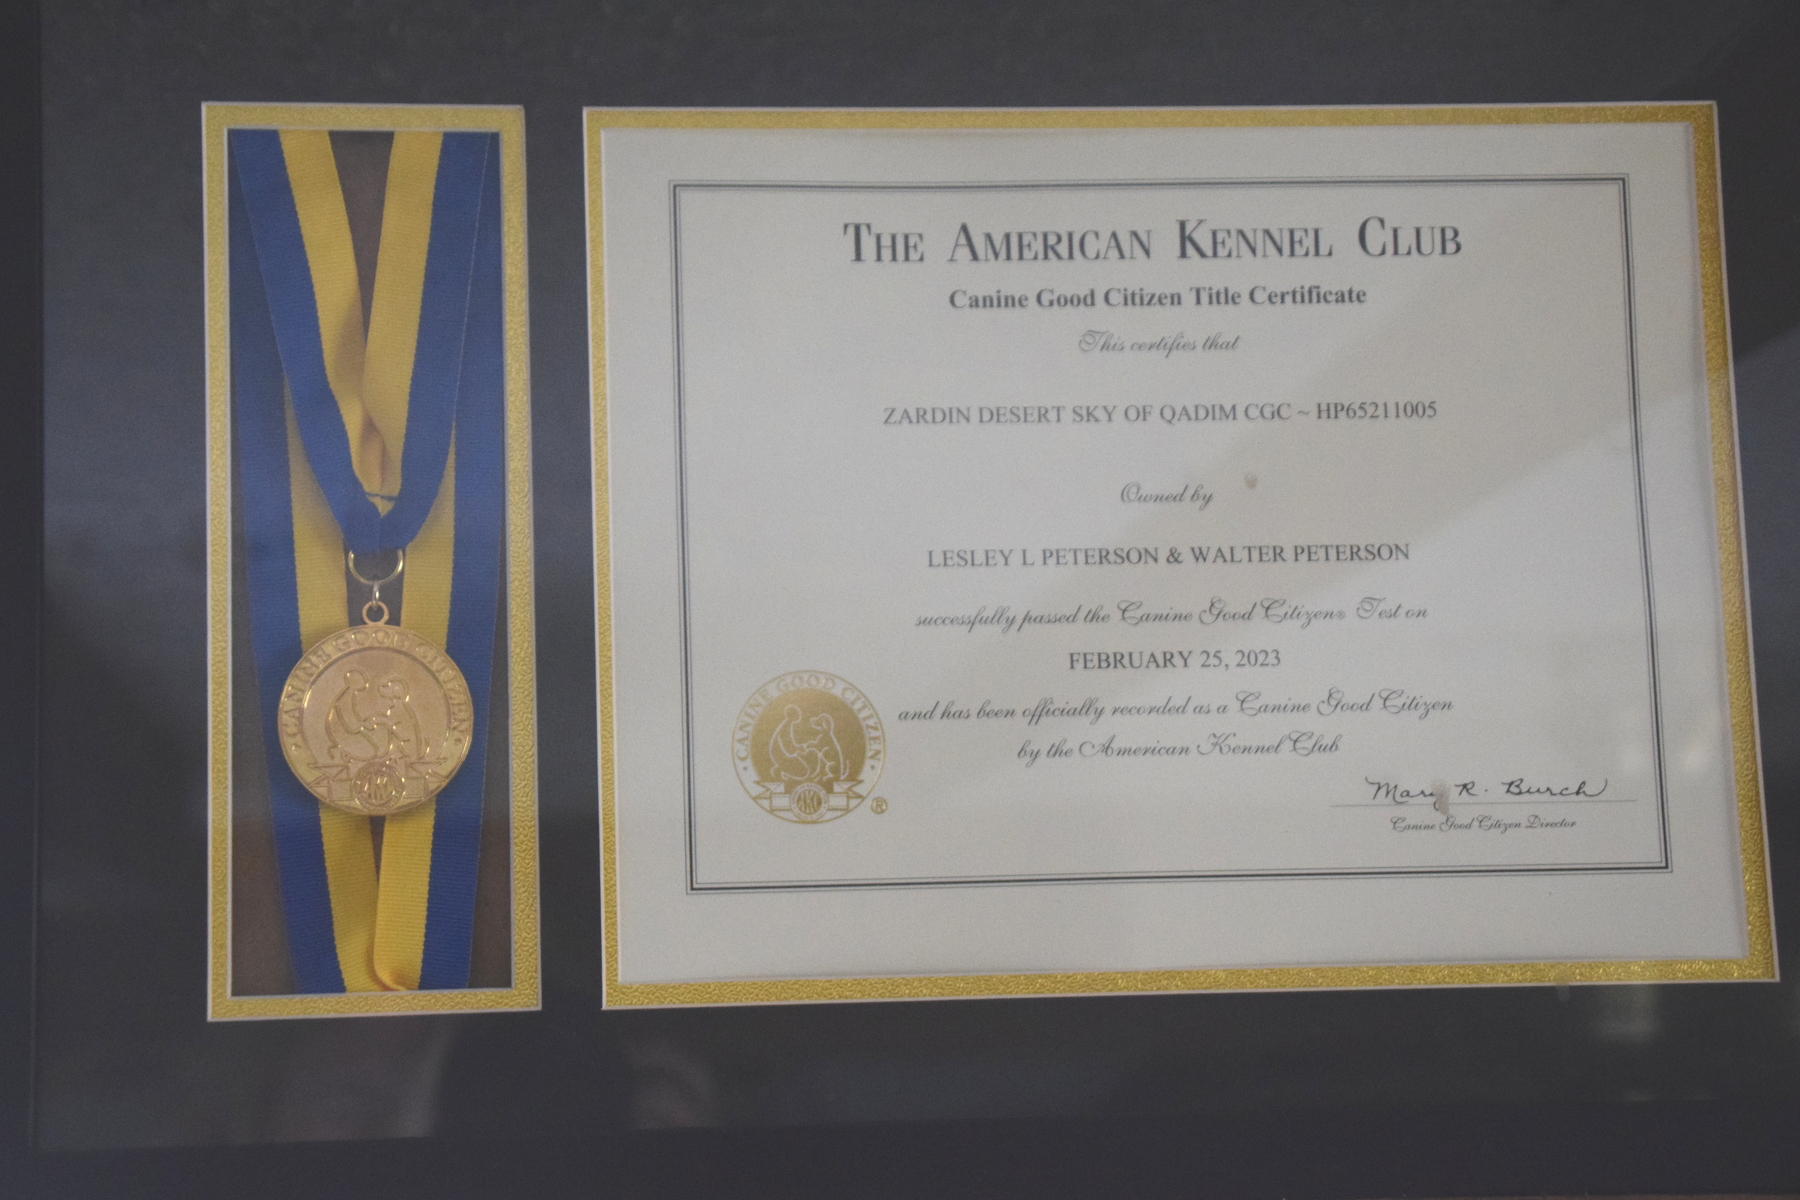 CANINE GOOD CITIZEN
AKC
THE AMERICAN KENNEL CLUB
Canine Good Citizen Title Certificate
This certifies that
ZARDIN DESERT SKY OF QADIM CGC ~ HP65211005
Owned by
LESLEY L PETERSON & WALTER PETERSON
successfully passed the Canine Good Citizen® Test on
FEBRUARY 25, 2023
and has been officially recorded as a Canine Good Citizen
by the American Kennel Club
CANINE GOOD CITIZEN
AKC
®
Mary R. Burch
Canine Good Citizen Director